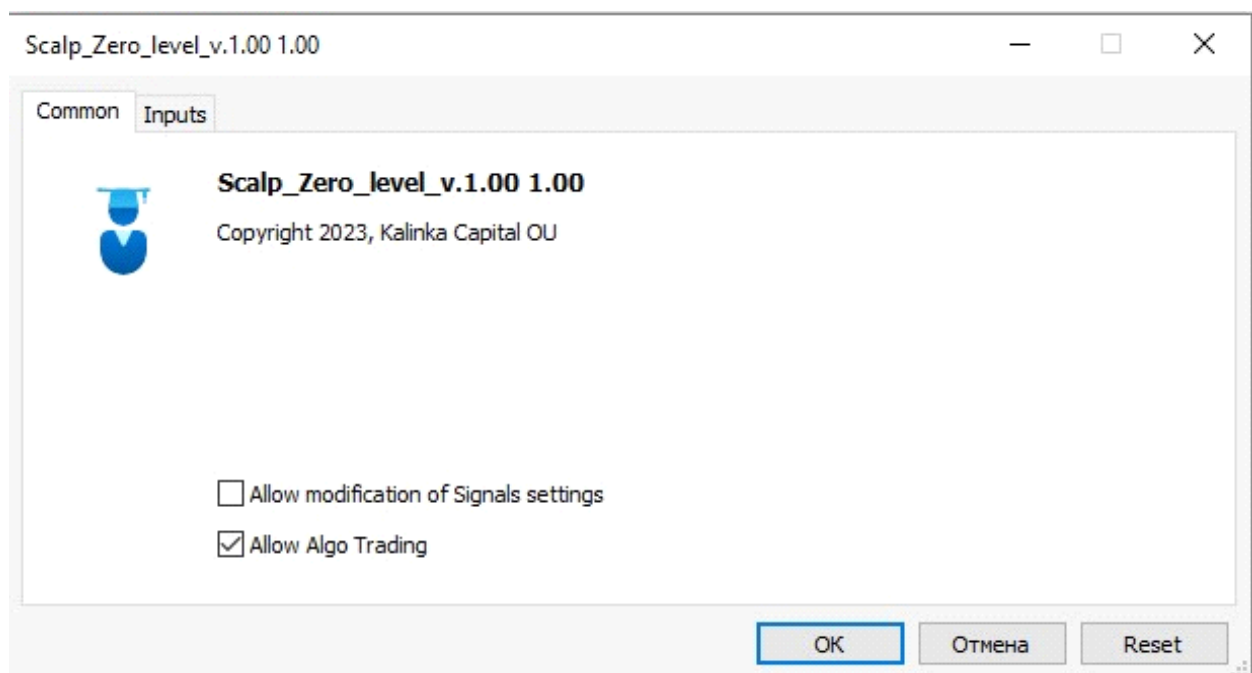 Scalp_Zero_level_v.1.00 1.00
Common Inputs
Scalp_Zero_level_v.1.00 1.00
Copyright 2023, Kalinka Capital OU
Allow modification of Signals settings
Allow Algo Trading
OK Отмена Reset